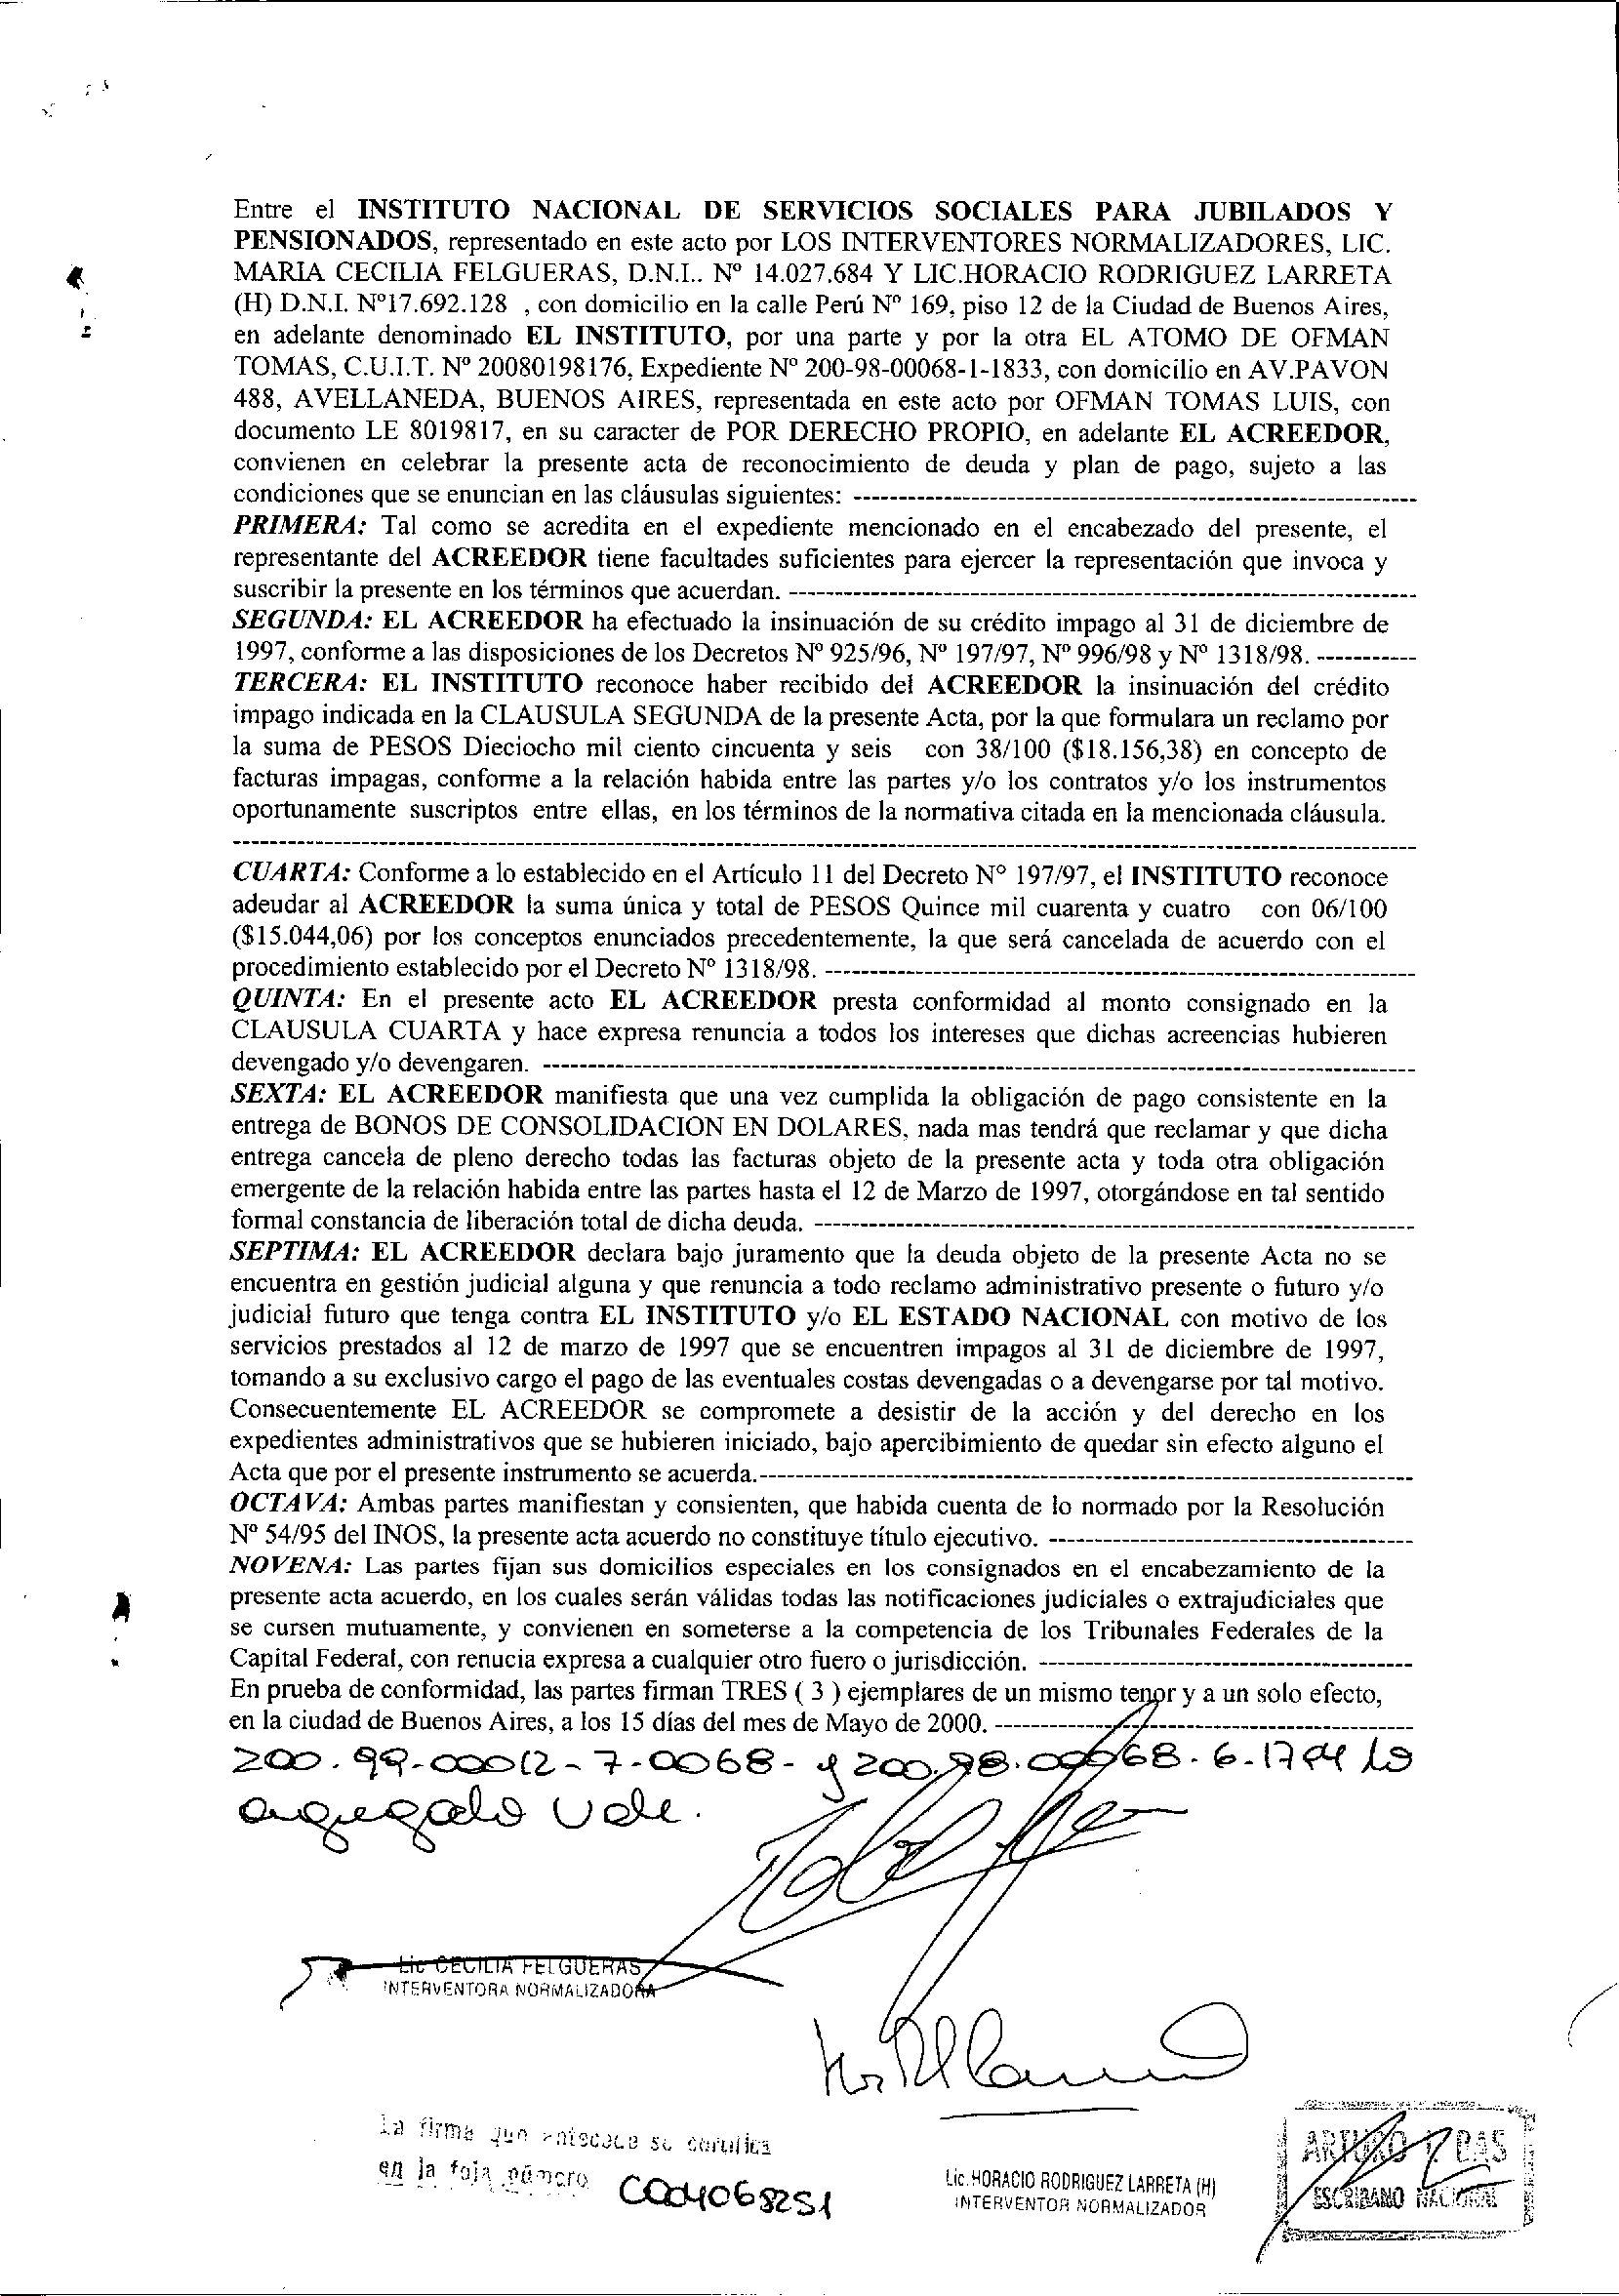 Entre el INSTITUTO NACIONAL DE SERVICIOS SOCIALES PARA JUBILADOS Y
PENSIONADOS, representado en este acto por LOS INTERVENTORES NORMALIZADORES, LIC.
MARIA CECILIA FELGUERAS, D.N.I.. Nº 14.027.684 Y LIC.HORACIO RODRIGUEZ LARRETA
(H) D.N.I. Nº17.692.128 , con domicilio en la calle Perú Nº 169, piso 12 de la Ciudad de Buenos Aires,
en adelante denominado EL INSTITUTO, por una parte y por la otra EL ATOMO DE OFMAN
TOMAS, C.U.I.T. Nº 20080198176, Expediente Nº 200-98-00068-1-1833, con domicilio en AV.PAVON
488, AVELLANEDA, BUENOS AIRES, representada en este acto por OFMAN TOMAS LUIS, con
documento LE 8019817, en su caracter de POR DERECHO PROPIO, en adelante EL ACREEDOR,
convienen en celebrar la presente acta de reconocimiento de deuda y plan de pago, sujeto a las
condiciones que se enuncian en las cláusulas siguientes: ----------------------------------------------------------------
PRIMERA: Tal como se acredita en el expediente mencionado en el encabezado del presente, el
representante del ACREEDOR tiene facultades suficientes para ejercer la representación que invoca y
suscribir la presente en los términos que acuerdan. -----------------------------------------------------------------------
SEGUNDA: EL ACREEDOR ha efectuado la insinuación de su crédito impago al 31 de diciembre de
1997, conforme a las disposiciones de los Decretos Nº 925/96, Nº 197/97, Nº 996/98 y Nº 1318/98. -----------
TERCERA: EL INSTITUTO reconoce haber recibido del ACREEDOR la insinuación del crédito
impago indicada en la CLAUSULA SEGUNDA de la presente Acta, por la que formulara un reclamo por
la suma de PESOS Dieciocho mil ciento cincuenta y seis con 38/100 ($18.156,38) en concepto de
facturas impagas, conforme a la relación habida entre las partes y/o los contratos y/o los instrumentos
oportunamente suscriptos entre ellas, en los términos de la normativa citada en la mencionada cláusula.
--------------------------------------------------------------------------------------------------------------------------------------
CUARTA: Conforme a lo establecido en el Artículo 11 del Decreto Nº 197/97, el INSTITUTO reconoce
adeudar al ACREEDOR la suma única y total de PESOS Quince mil cuarenta y cuatro con 06/100
($15.044,06) por los conceptos enunciados precedentemente, la que será cancelada de acuerdo con el
procedimiento establecido por el Decreto Nº 1318/98. -------------------------------------------------------------------
QUINTA: En el presente acto EL ACREEDOR presta conformidad al monto consignado en la
CLAUSULA CUARTA y hace expresa renuncia a todos los intereses que dichas acreencias hubieren
devengado y/o devengaren. ---------------------------------------------------------------------------------------------------
SEXTA: EL ACREEDOR manifiesta que una vez cumplida la obligación de pago consistente en la
entrega de BONOS DE CONSOLIDACION EN DOLARES, nada mas tendrá que reclamar y que dicha
entrega cancela de pleno derecho todas las facturas objeto de la presente acta y toda otra obligación
emergente de la relación habida entre las partes hasta el 12 de Marzo de 1997, otorgándose en tal sentido
formal constancia de liberación total de dicha deuda. --------------------------------------------------------------------
SEPTIMA: EL ACREEDOR declara bajo juramento que la deuda objeto de la presente Acta no se
encuentra en gestión judicial alguna y que renuncia a todo reclamo administrativo presente o futuro y/o
judicial futuro que tenga contra EL INSTITUTO y/o EL ESTADO NACIONAL con motivo de los
servicios prestados al 12 de marzo de 1997 que se encuentren impagos al 31 de diciembre de 1997,
tomando a su exclusivo cargo el pago de las eventuales costas devengadas o a devengarse por tal motivo.
Consecuentemente EL ACREEDOR se compromete a desistir de la acción y del derecho en los
expedientes administrativos que se hubieren iniciado, bajo apercibimiento de quedar sin efecto alguno el
Acta que por el presente instrumento se acuerda.--------------------------------------------------------------------------
OCTAVA: Ambas partes manifiestan y consienten, que habida cuenta de lo normado por la Resolución
Nº 54/95 del INOS, la presente acta acuerdo no constituye título ejecutivo. -----------------------------------------
NOVENA: Las partes fijan sus domicilios especiales en los consignados en el encabezamiento de la
presente acta acuerdo, en los cuales serán válidas todas las notificaciones judiciales o extrajudiciales que
se cursen mutuamente, y convienen en someterse a la competencia de los Tribunales Federales de la
Capital Federal, con renucia expresa a cualquier otro fuero o jurisdicción. ------------------------------------------
En prueba de conformidad, las partes firman TRES ( 3 ) ejemplares de un mismo tenor y a un solo efecto,
en la ciudad de Buenos Aires, a los 15 días del mes de Mayo de 2000. -----------------------------------------------
200.99-00012-7-0068- y 200.98.00068.6-1704 lo
agregado Vale.
Lic CECILIA FELGUERAS
INTERVENTORA NORMALIZADORA
La firma que antecede se certifica
en la foja número C004068251
Lic. HORACIO RODRIGUEZ LARRETA (H)
INTERVENTOR NORMALIZADOR
ARTURO PAS
ESCRIBANO NACIONAL